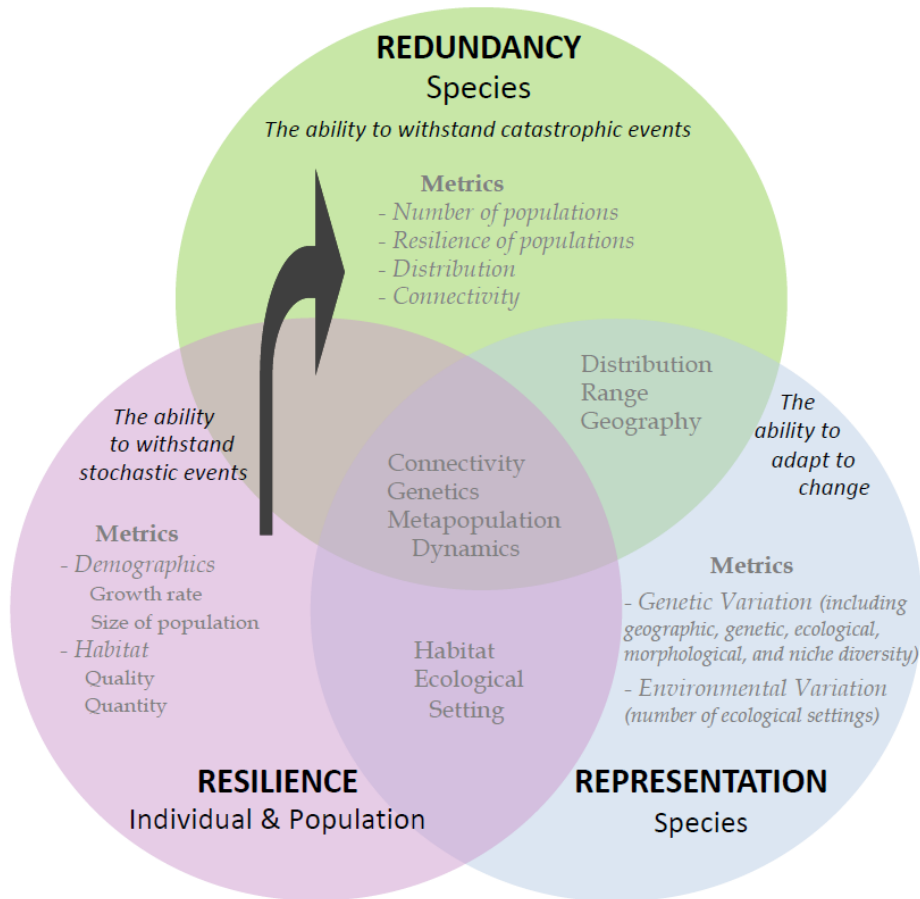 REDUNDANCY
Species
The ability to withstand catastrophic events
Metrics
- Number of populations
- Resilience of populations
- Distribution
- Connectivity
Distribution
Range
Geography
The ability
to withstand
stochastic events
The
ability to
adapt to
change
Connectivity
Genetics
Metapopulation
Dynamics
Metrics
- Demographics
Growth rate
Size of population
- Habitat
Quality
Quantity
Habitat
Ecological
Setting
Metrics
- Genetic Variation (including
geographic, genetic, ecological,
morphological, and niche diversity)
- Environmental Variation
(number of ecological settings)
RESILIENCE
Individual & Population
REPRESENTATION
Species